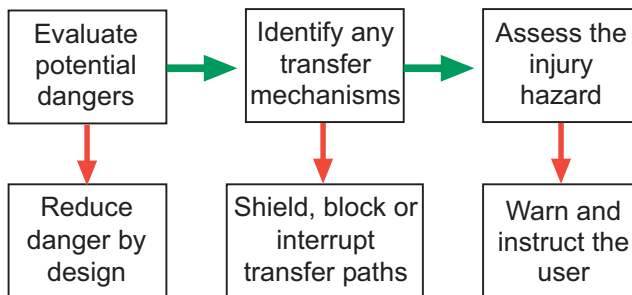 Evaluate
potential
dangers
Identify any
transfer
mechanisms
Assess the
injury
hazard
Reduce
danger by
design
Shield, block or
interrupt
transfer paths
Warn and
instruct the
user